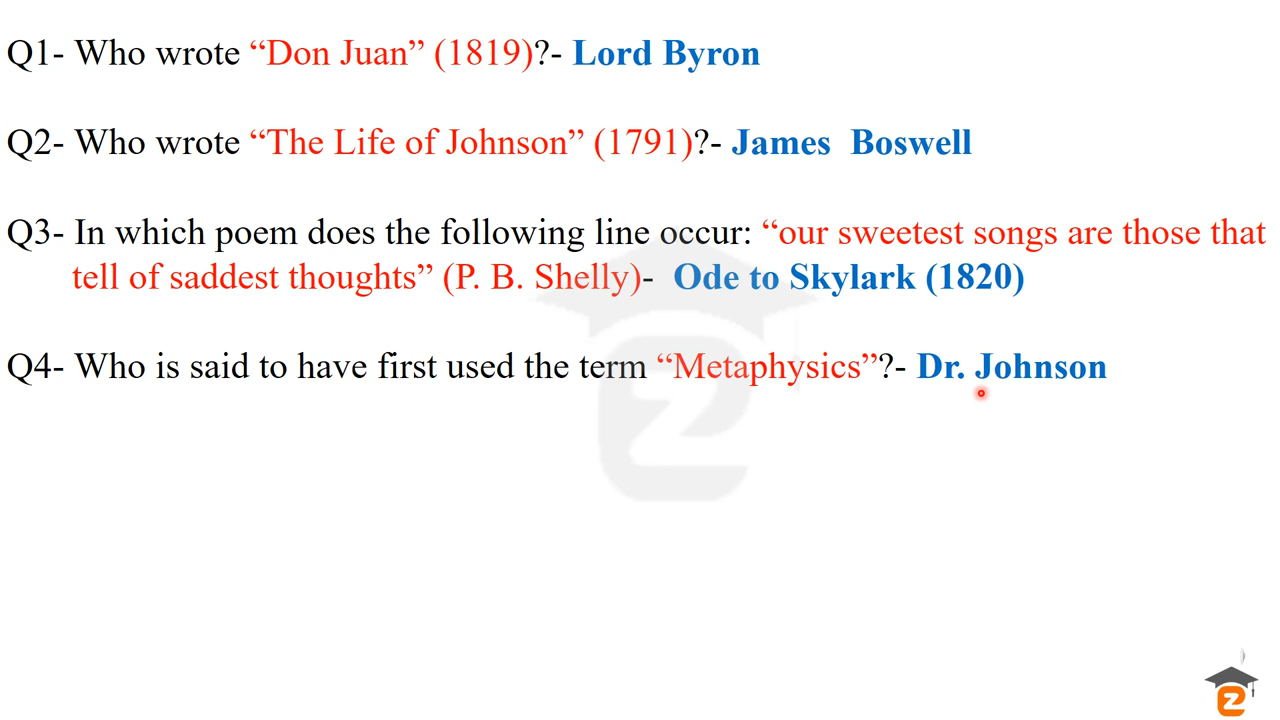 Q1- Who wrote “Don Juan” (1819)?- Lord Byron
Q2- Who wrote “The Life of Johnson” (1791)?- James Boswell
Q3- In which poem does the following line occur: “our sweetest songs are those that
tell of saddest thoughts” (P. B. Shelly)- Ode to Skylark (1820)
Q4- Who is said to have first used the term “Metaphysics”?- Dr. Johnson